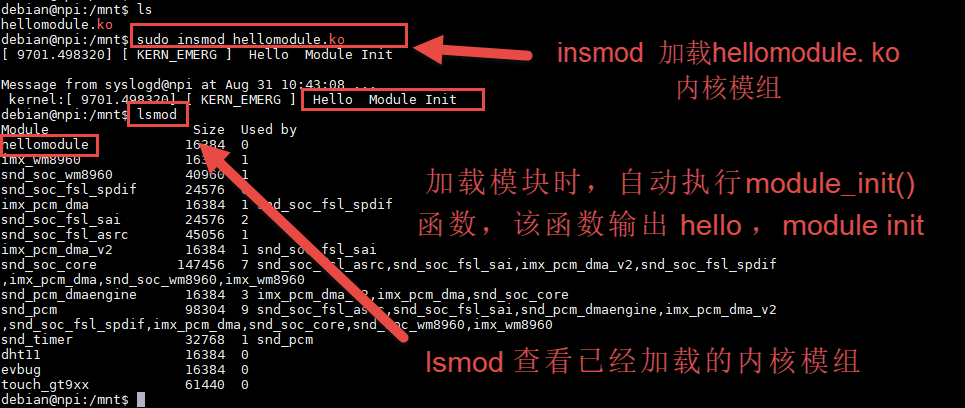 debian@npi:/mnt$ ls
hellomodule.ko
debian@npi:/mnt$ sudo insmod hellomodule.ko
[ 9701.498320] [ KERN_EMERG ]  Hello  Module Init
insmod 加载hellomodule. ko
内核模组
Message from syslogd@npi at Aug 31 10:43:08 ...
kernel:[ 9701.498320] [ KERN_EMERG ]  Hello  Module Init
debian@npi:/mnt$ lsmod
Module                  Size  Used by
hellomodule            16384  0
imx_wm8960 1
snd_soc_wm8960         40960  1
snd_soc_fsl_spdif      24576
imx_pcm_dma            16384  1 snd_soc_fsl_spdif
snd_soc_fsl_sai        24576  2
snd_soc_fsl_asrc       45056  1
imx_pcm_dma_v2         16384  1 snd_soc_fsl_sai
snd_soc_core          147456  7 snd_soc_fsl_asrc,snd_soc_fsl_sai,imx_pcm_dma_v2,snd_soc_fsl_spdif
,imx_pcm_dma,snd_soc_wm8960,imx_wm8960
snd_pcm_dmaengine      16384  3 imx_pcm_dma_v2,imx_pcm_dma,snd_soc_core
snd_pcm                98304  9 snd_soc_fsl_asrc,snd_soc_fsl_sai,snd_pcm_dmaengine,imx_pcm_dma_v2
,snd_soc_fsl_spdif,imx_pcm_dma,snd_soc_core,snd_soc_wm8960,imx_wm8960
snd_timer              32768  1 snd_pcm
dht11                  16384  0
evbug                  16384  0
touch_gt9xx            61440  0
debian@npi:/mnt$
加载模块时，自动执行module_init()
函数，该函数输出 hello ，module init
lsmod 查看已经加载的内核模组